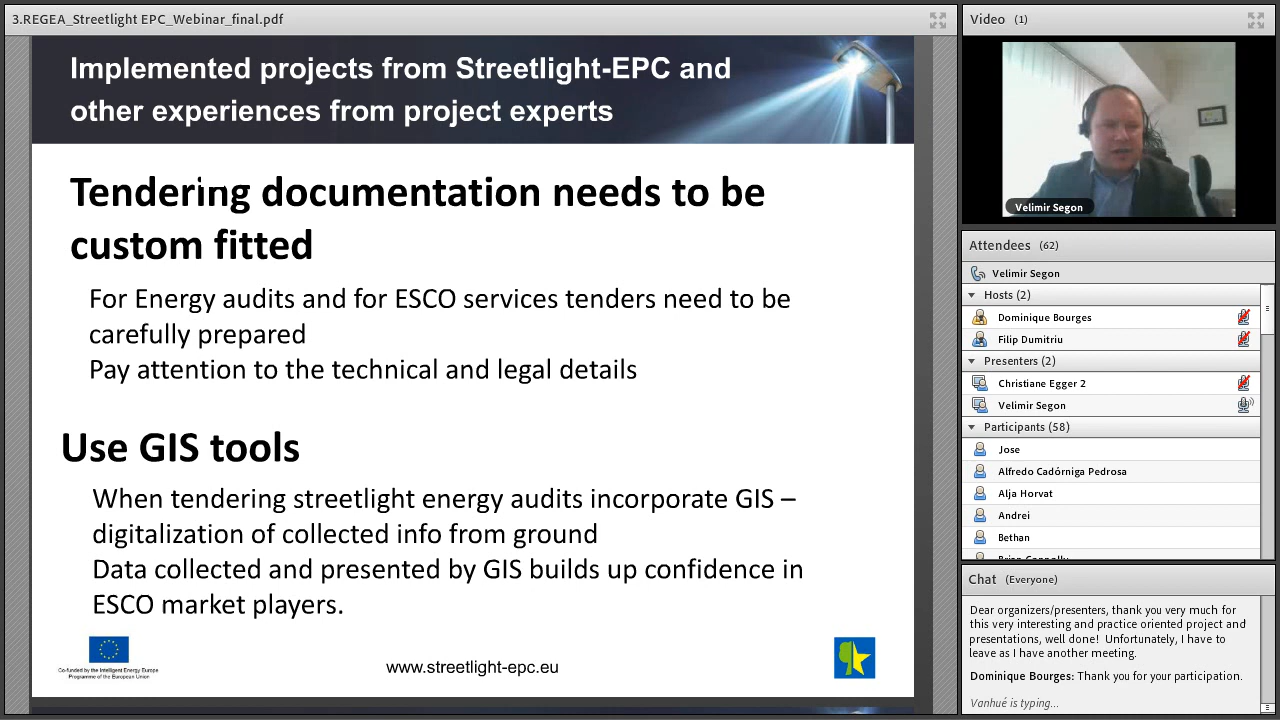 3.REGEA_Streetlight EPC_Webinar_final.pdf
Implemented projects from Streetlight-EPC and
other experiences from project experts
Tendering documentation needs to be
custom fitted
For Energy audits and for ESCO services tenders need to be
carefully prepared
Pay attention to the technical and legal details
Use GIS tools
When tendering streetlight energy audits incorporate GIS –
digitalization of collected info from ground
Data collected and presented by GIS builds up confidence in
ESCO market players.
Co-funded by the Intelligent Energy Europe
Programme of the European Union
www.streetlight-epc.eu
Video (1)
Velimir Segon
Attendees (62)
Velimir Segon
Hosts (2)
Dominique Bourges
Filip Dumitriu
Presenters (2)
Christiane Egger 2
Velimir Segon
Participants (58)
Jose
Alfredo Cadórniga Pedrosa
Alja Horvat
Andrei
Bethan
Chat (Everyone)
Dear organizers/presenters, thank you very much for
this very interesting and practice oriented project and
presentations, well done! Unfortunately, I have to
leave as I have another meeting.
Dominique Bourges: Thank you for your participation.
Vanhué is typing...